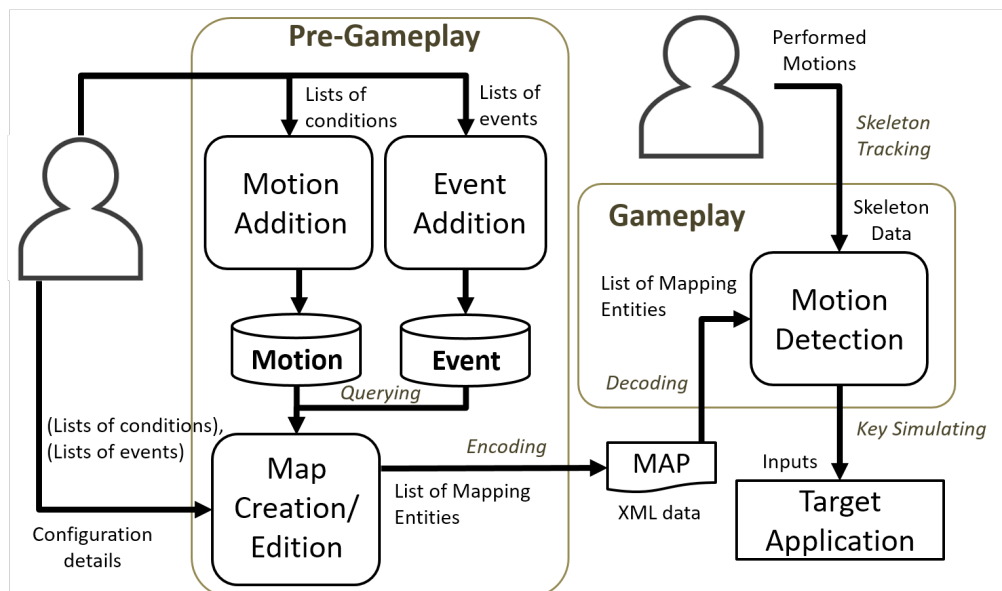 Pre-Gameplay
Lists of
conditions
Lists of
events
Motion
Addition
Event
Addition
Motion
Event
Querying
(Lists of conditions),
(Lists of events)
Configuration
details
Map
Creation/
Edition
Encoding
List of Mapping
Entities
MAP
XML data
Decoding
Performed
Motions
Skeleton
Tracking
Gameplay
Skeleton
Data
List of Mapping
Entities
Motion
Detection
Key Simulating
Inputs
Target
Application